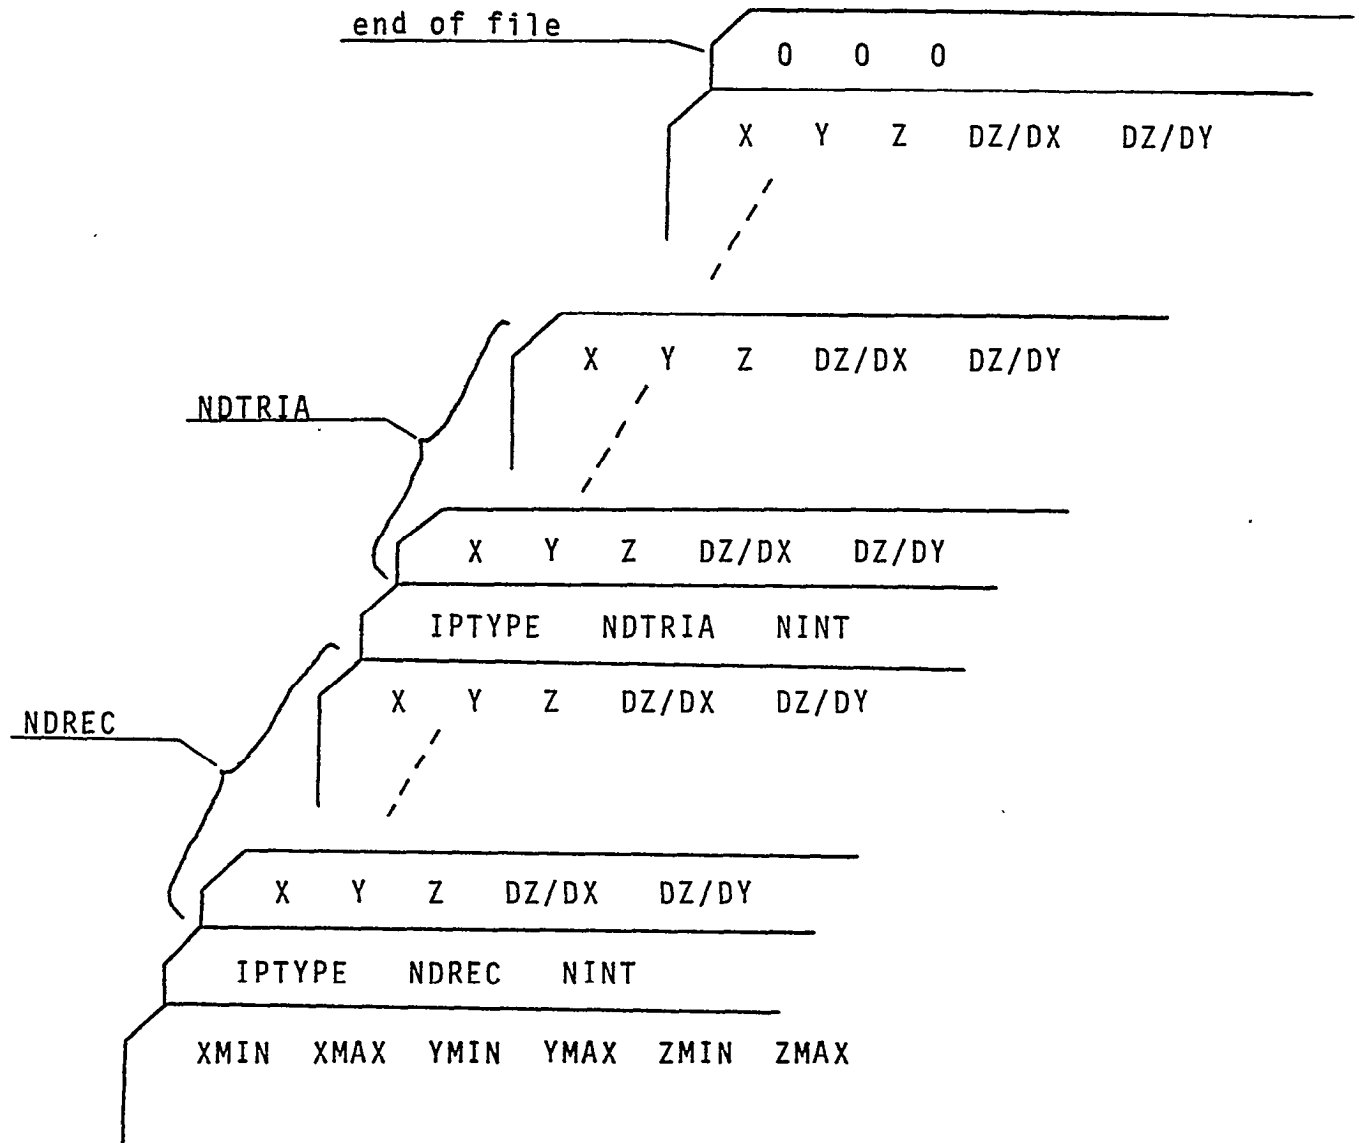 end of file
0 0 0
X Y Z DZ/DX DZ/DY
X Y Z DZ/DX DZ/DY
NDTRIA
X Y Z DZ/DX DZ/DY
IPTYPE NDTRIA NINT
X Y Z DZ/DX DZ/DY
NDREC
X Y Z DZ/DX DZ/DY
IPTYPE NDREC NINT
XMIN XMAX YMIN YMAX ZMIN ZMAX